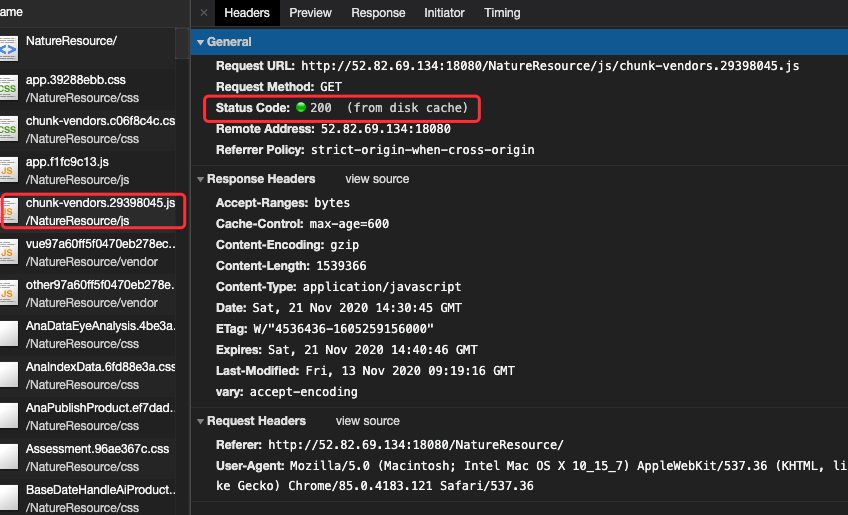 ame
Headers Preview Response Initiator Timing
NatureResource/
app.39288ebb.css
/NatureResource/css
chunk-vendors.c06f8c4c.cs
/NatureResource/css
app.f1fc9c13.js
/NatureResource/js
chunk-vendors.29398045.js
/NatureResource/js
vue97a60ff5f0470eb278ec...
/NatureResource/vendor
other97a60ff5f0470eb278e.
/NatureResource/vendor
AnaDataEyeAnalysis.4be3a.
/NatureResource/css
AnaIndexData.6fd88e3a.css
/NatureResource/css
AnaPublishProduct.ef7dad..
/NatureResource/css
Assessment.96ae367c.css
/NatureResource/css
BaseDateHandleAiProduct..
/NatureResource/css
General
Request URL: http://52.82.69.134:18080/NatureResource/js/chunk-vendors.29398045.js
Request Method: GET
Status Code: 200 (from disk cache)
Remote Address: 52.82.69.134:18080
Referrer Policy: strict-origin-when-cross-origin
Response Headers view source
Accept-Ranges: bytes
Cache-Control: max-age=600
Content-Encoding: gzip
Content-Length: 1539366
Content-Type: application/javascript
Date: Sat, 21 Nov 2020 14:30:45 GMT
ETag: W/"4536436-1605259156000"
Expires: Sat, 21 Nov 2020 14:40:46 GMT
Last-Modified: Fri, 13 Nov 2020 09:19:16 GMT
vary: accept-encoding
Request Headers view source
Referer: http://52.82.69.134:18080/NatureResource/
User-Agent: Mozilla/5.0 (Macintosh; Intel Mac OS X 10_15_7) AppleWebKit/537.36 (KHTML, li
ke Gecko) Chrome/85.0.4183.121 Safari/537.36